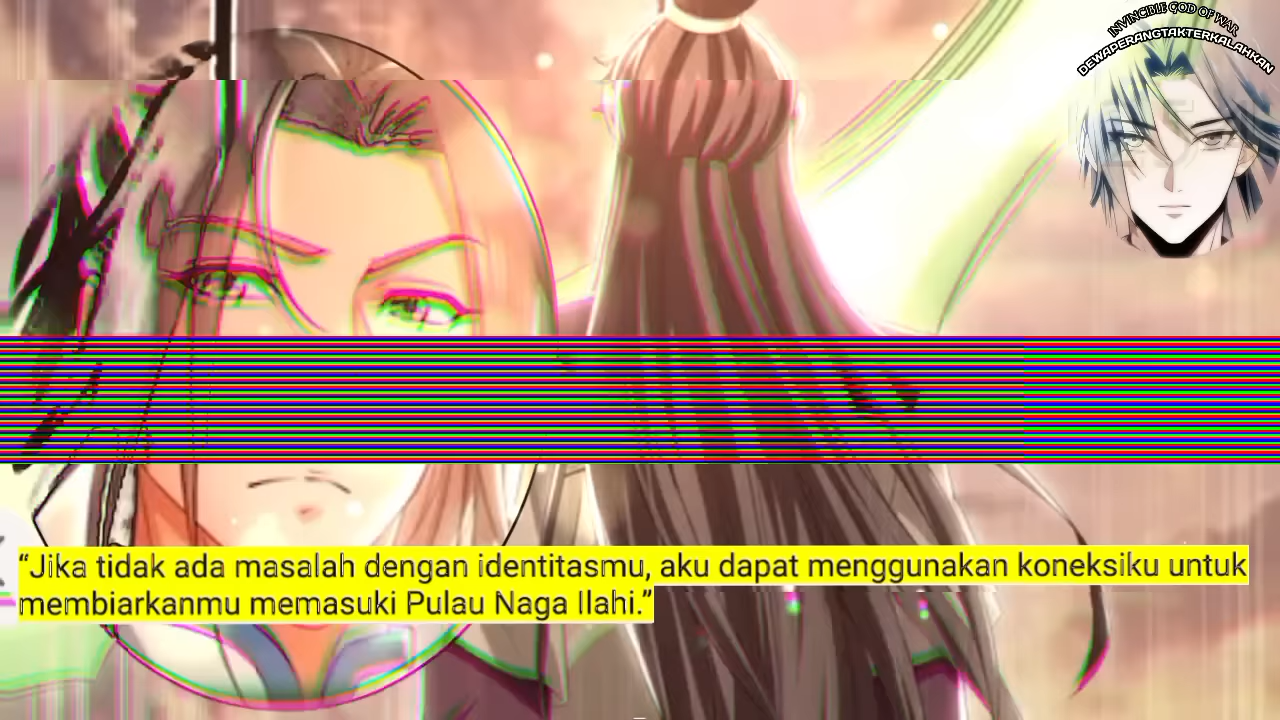 INVINCIBLE GOD OF WAR
DEWAPERANGTAKTERKALAHKAN
“Jika tidak ada masalah dengan identitasmu, aku dapat menggunakan koneksiku untuk
membiarkanmu memasuki Pulau Naga Ilahi.”